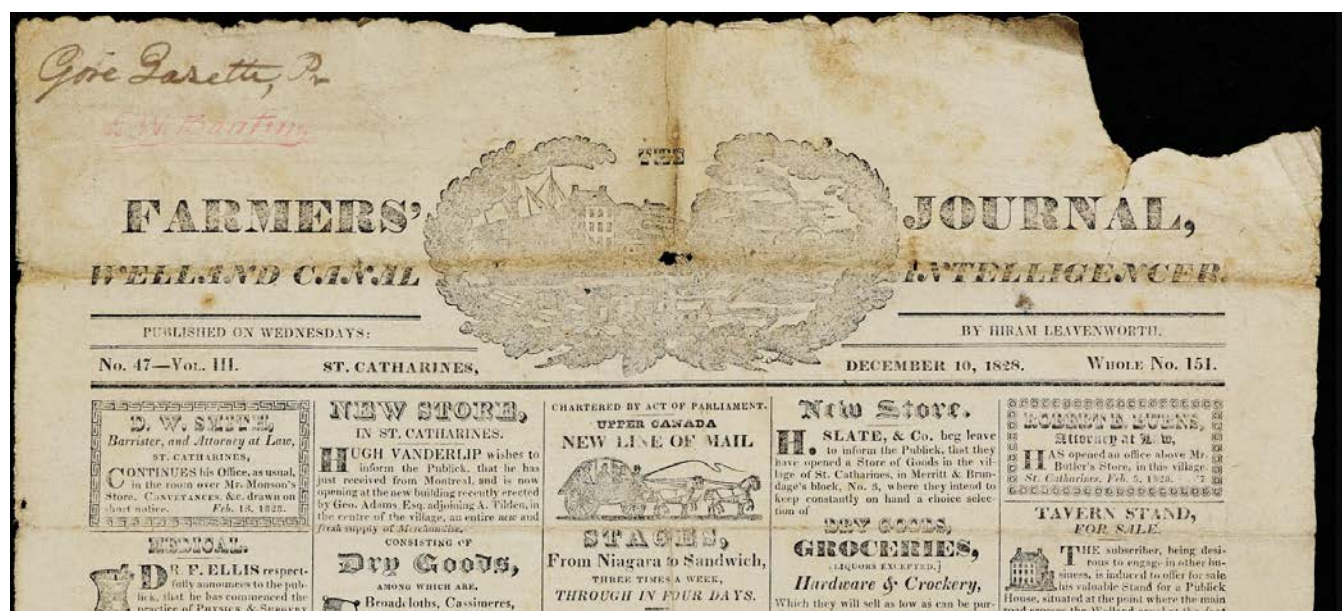 Gore Gazette, Pr
E W. Banting
THE
FARMERS' JOURNAL,
WELLAND CANAL INTELLIGENCER.
PUBLISHED ON WEDNESDAYS:
BY HIRAM LEAVENWORTH.
No. 47—Vol. III.
ST. CATHARINES,
DECEMBER 10, 1828.
Whole No. 151.
D. W. SMITH,
Barrister, and Attorney at Law,
ST. CATHARINES,
CONTINUES his Office, as usual,
in the room over Mr. Monson's
Store. CONVEYANCES, &c. drawn on
short notice. Feb. 13, 1828.
MEDICAL.
DR. F. ELLIS respect-
fully announces to the pub-
lick, that he has commenced the
practice of PHYSICK & SURGERY
NEW STORE,
IN ST. CATHARINES.
HUGH VANDERLIP wishes to
inform the Publick, that he has
just received from Montreal, and is now
opening at the new building recently erected
by Geo. Adams, Esq. adjoining A. Tilden, in
the centre of the village, an entire new and
fresh supply of Merchandise,
CONSISTING OF
Dry Goods,
AMONG WHICH ARE,
Broadcloths, Cassimeres,
CHARTERED BY ACT OF PARLIAMENT.
UPPER CANADA
NEW LINE OF MAIL
STAGES,
From Niagara to Sandwich,
THREE TIMES A WEEK,
THROUGH IN FOUR DAYS.
New Store.
H. SLATE, & Co. beg leave
to inform the Publick, that they
have opened a Store of Goods in the vil-
lage of St. Catharines, in Merritt & Brun-
dage's block, No. 3, where they intend to
keep constantly on hand a choice selec-
tion of
DRY GOODS,
GROCERIES,
[LIQUORS EXCEPTED,]
Hardware & Crockery,
Which they will sell as low as can be pur-
ROBERT E. BURNS,
Attorney at Law,
HAS opened an office above Mr.
Butler's Store, in this village.
St. Catharines, Feb. 5, 1828. '7
TAVERN STAND,
FOR SALE.
THE subscriber, being desi-
rous to engage in other bu-
siness, is induced to offer for sale
his valuable Stand for a Publick
House, situated at the point where the main
road crosses the Welland canal at the